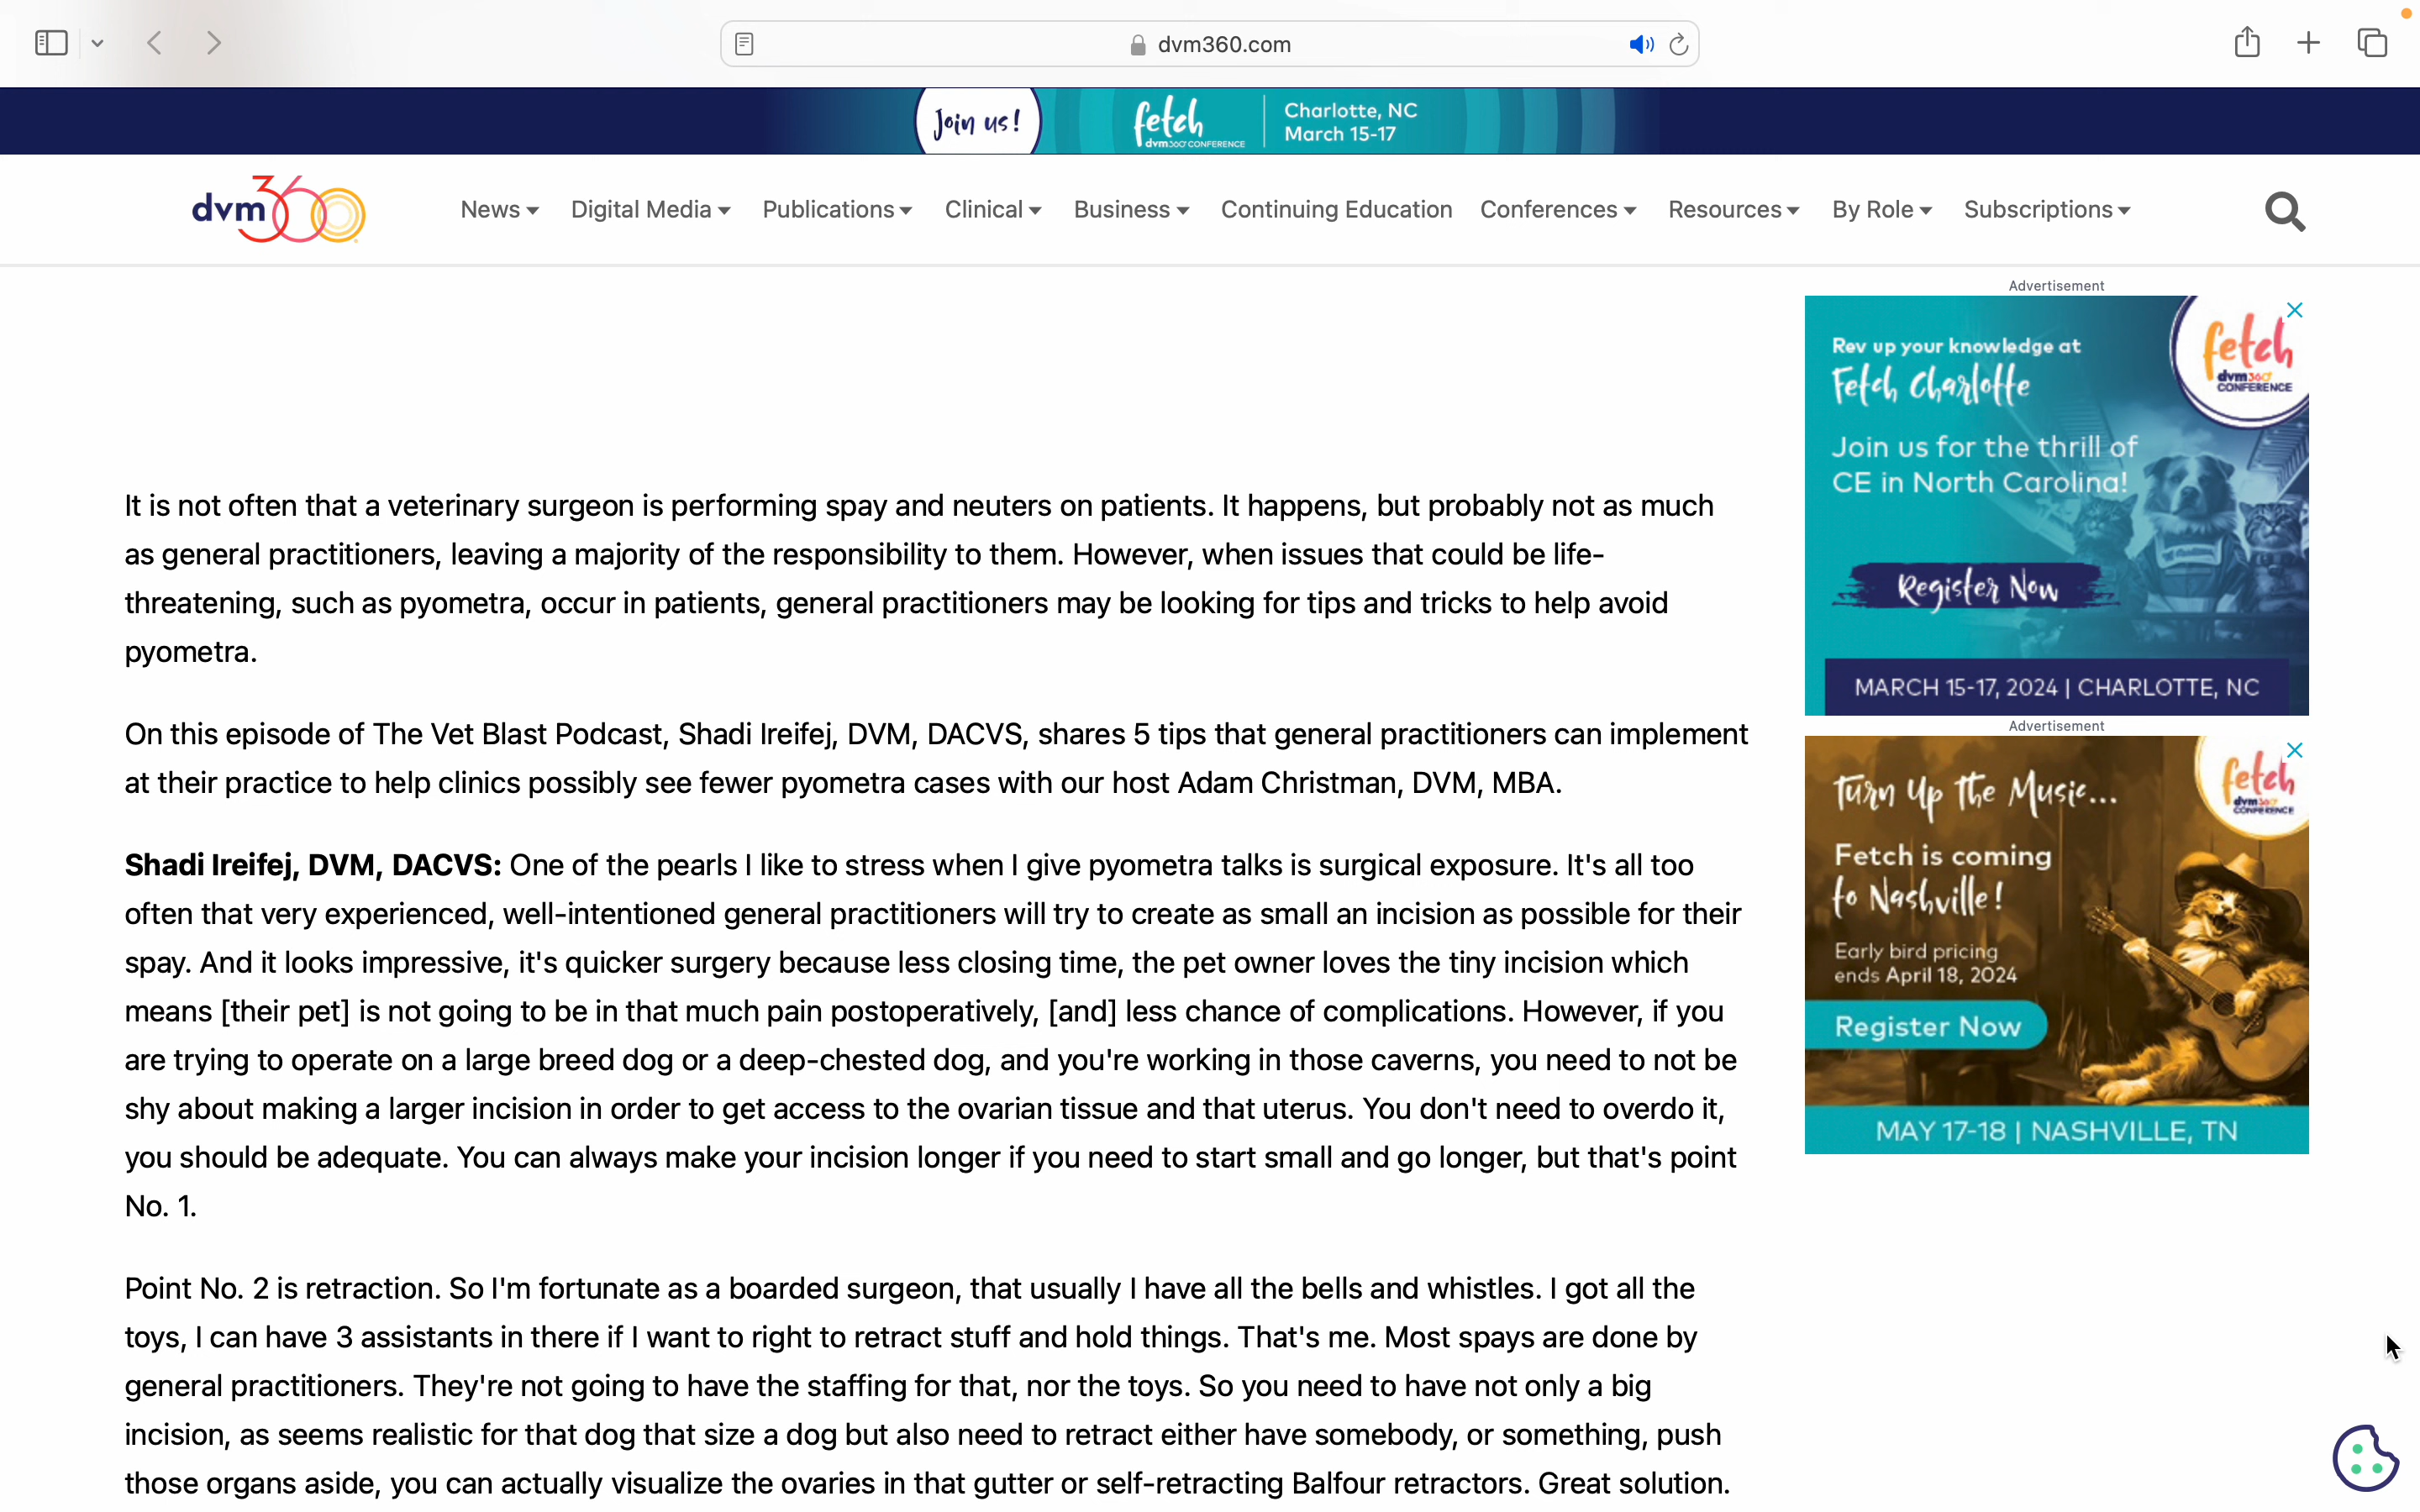 dvm360.com
Join us!
fetch
dvm360 CONFERENCE
Charlotte, NC
March 15-17
dvm360
News
Digital Media
Publications
Clinical
Business
Continuing Education
Conferences
Resources
By Role
Subscriptions
It is not often that a veterinary surgeon is performing spay and neuters on patients. It happens, but probably not as much
as general practitioners, leaving a majority of the responsibility to them. However, when issues that could be life-
threatening, such as pyometra, occur in patients, general practitioners may be looking for tips and tricks to help avoid
pyometra.
On this episode of The Vet Blast Podcast, Shadi Ireifej, DVM, DACVS, shares 5 tips that general practitioners can implement
at their practice to help clinics possibly see fewer pyometra cases with our host Adam Christman, DVM, MBA.
Shadi Ireifej, DVM, DACVS: One of the pearls I like to stress when I give pyometra talks is surgical exposure. It's all too
often that very experienced, well-intentioned general practitioners will try to create as small an incision as possible for their
spay. And it looks impressive, it's quicker surgery because less closing time, the pet owner loves the tiny incision which
means [their pet] is not going to be in that much pain postoperatively, [and] less chance of complications. However, if you
are trying to operate on a large breed dog or a deep-chested dog, and you're working in those caverns, you need to not be
shy about making a larger incision in order to get access to the ovarian tissue and that uterus. You don't need to overdo it,
you should be adequate. You can always make your incision longer if you need to start small and go longer, but that's point
No. 1.
Point No. 2 is retraction. So I'm fortunate as a boarded surgeon, that usually I have all the bells and whistles. I got all the
toys, I can have 3 assistants in there if I want to right to retract stuff and hold things. That's me. Most spays are done by
general practitioners. They're not going to have the staffing for that, nor the toys. So you need to have not only a big
incision, as seems realistic for that dog that size a dog but also need to retract either have somebody, or something, push
those organs aside, you can actually visualize the ovaries in that gutter or self-retracting Balfour retractors. Great solution.
Advertisement
fetch
dvm360
CONFERENCE
Rev up your knowledge at
Fetch Charlotte
Join us for the thrill of
CE in North Carolina!
Register Now
MARCH 15-17, 2024 | CHARLOTTE, NC
Advertisement
fetch
dvm360
CONFERENCE
Turn Up the Music...
Fetch is coming
to Nashville!
Early bird pricing
ends April 18, 2024
Register Now
MAY 17-18 | NASHVILLE, TN